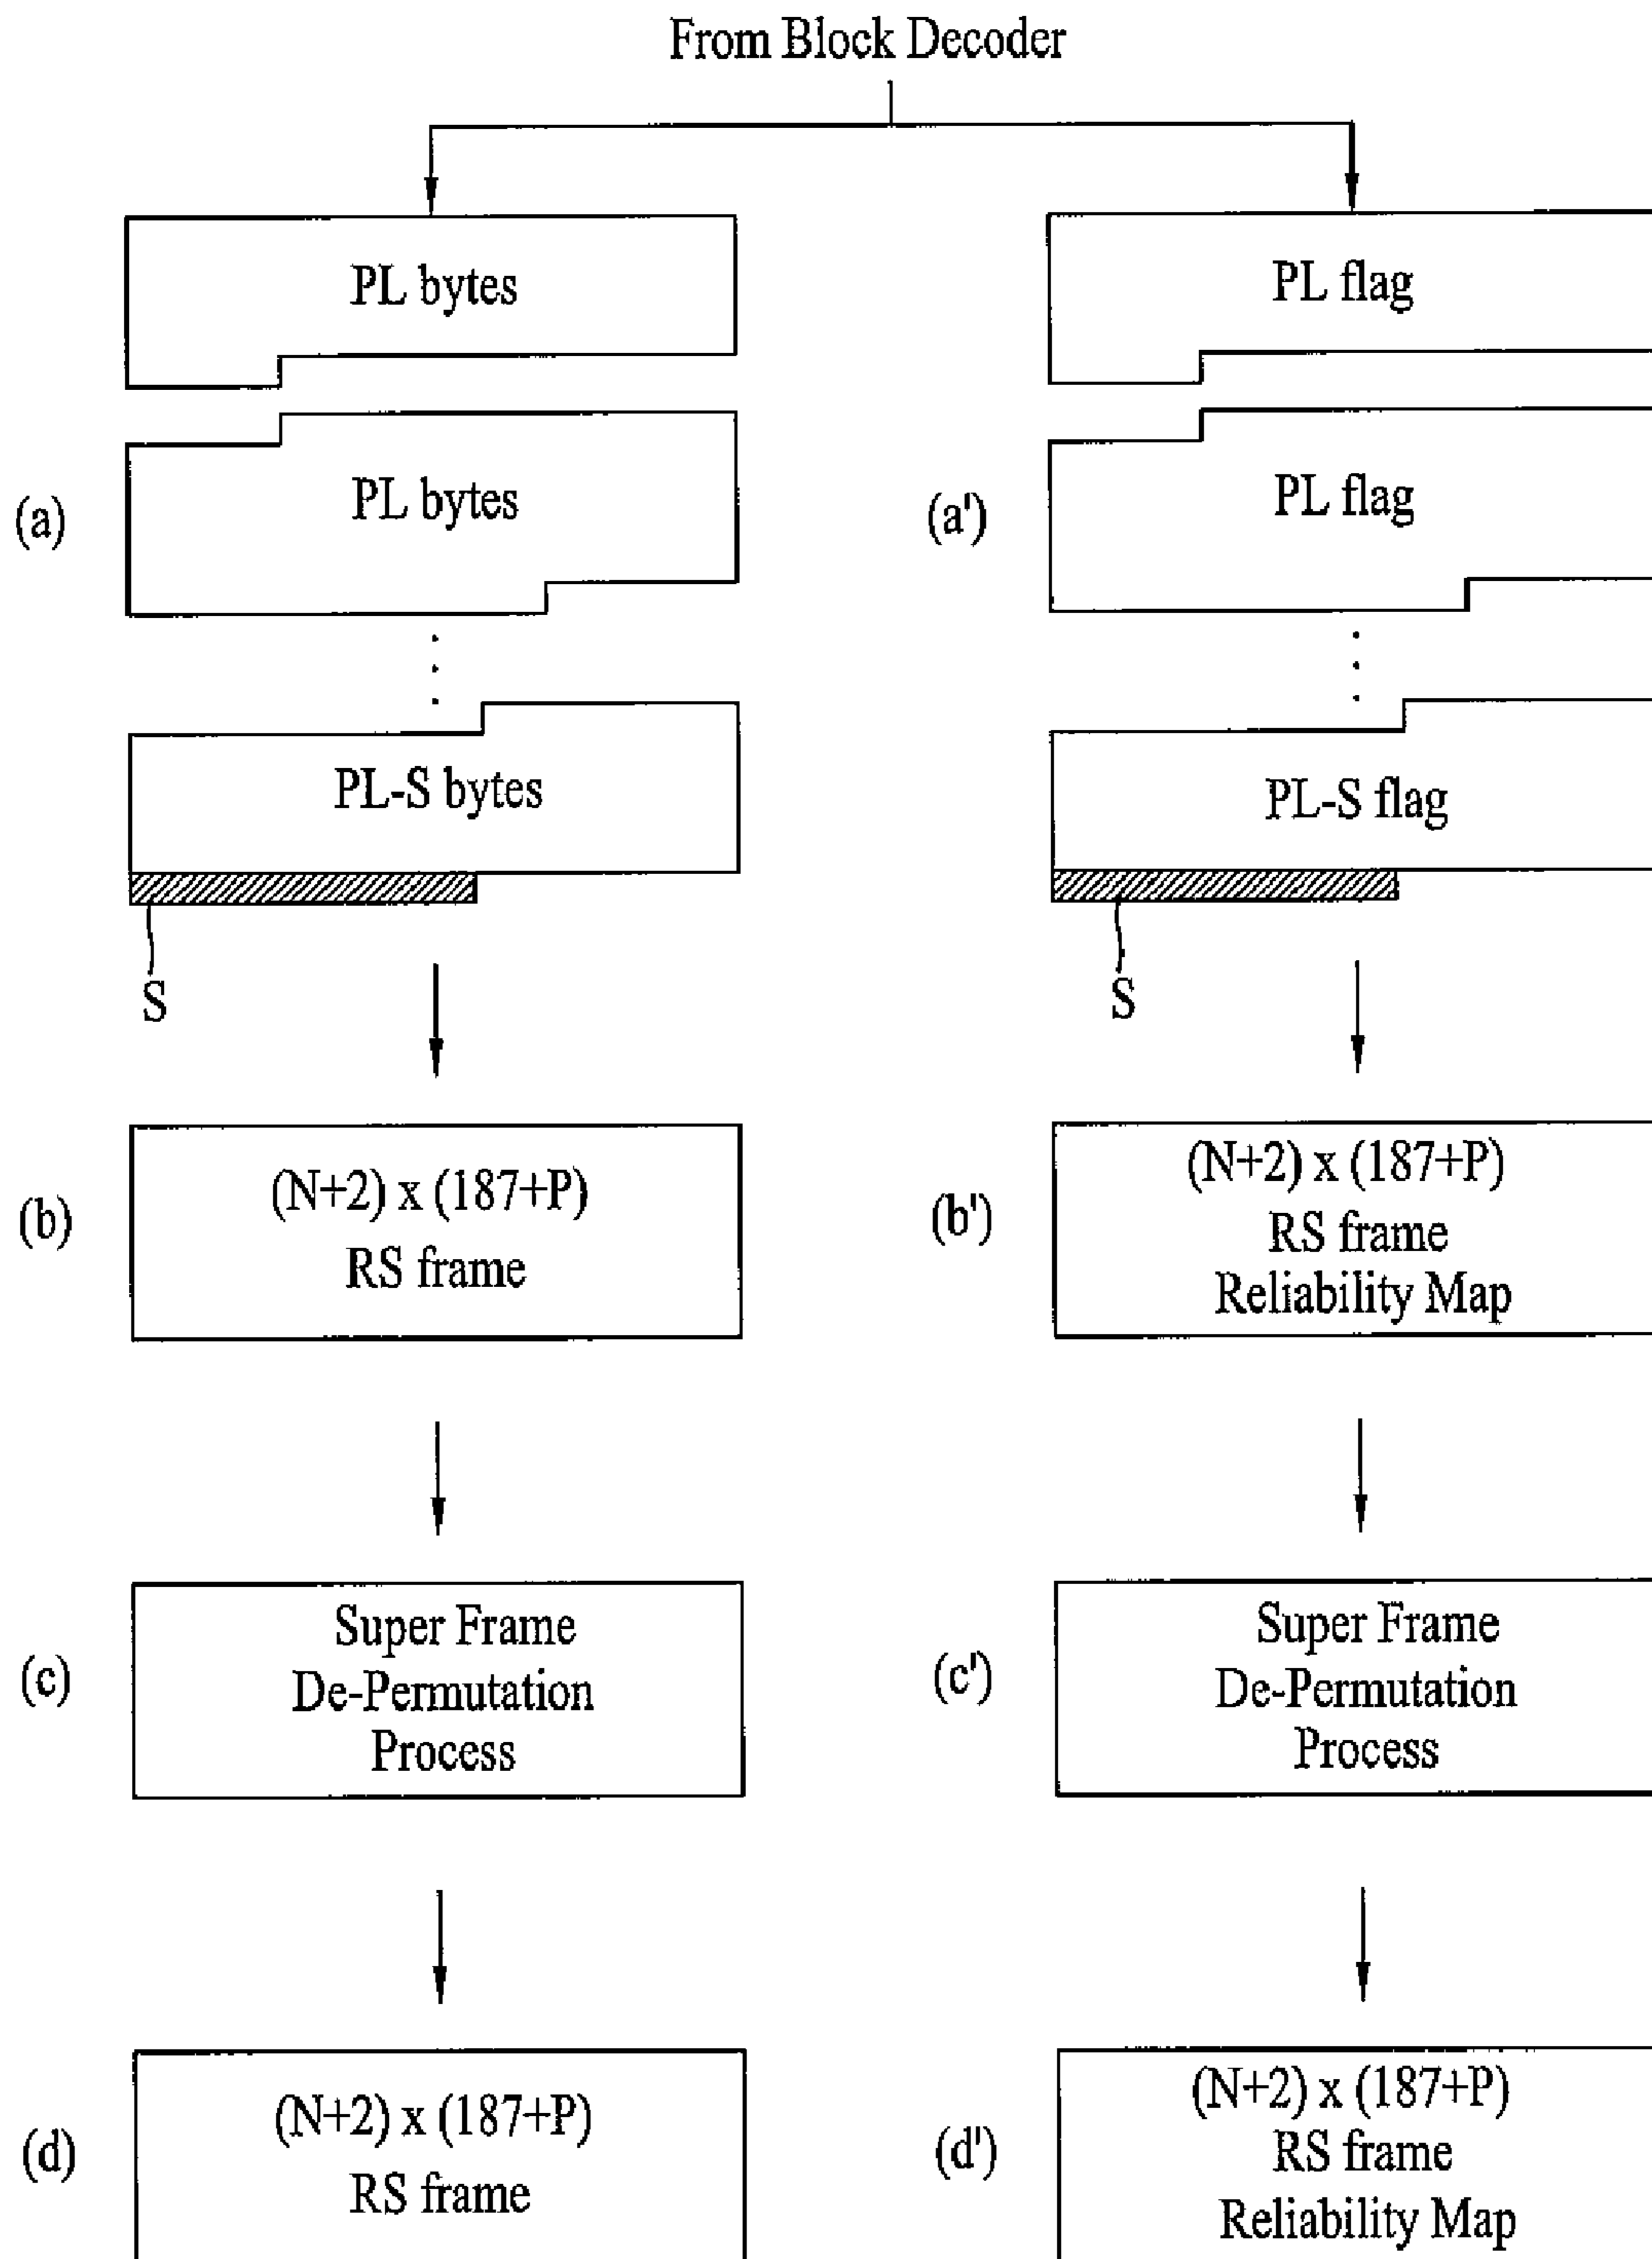 From Block Decoder
PL bytes
PL flag
(a)
PL bytes
(a')
PL flag
PL-S bytes
PL-S flag
S
S
(b)
(N+2) x (187+P)
RS frame
(b')
(N+2) x (187+P)
RS frame
Reliability Map
(c)
Super Frame
De-Permutation
Process
(c')
Super Frame
De-Permutation
Process
(d)
(N+2) x (187+P)
RS frame
(d')
(N+2) x (187+P)
RS frame
Reliability Map